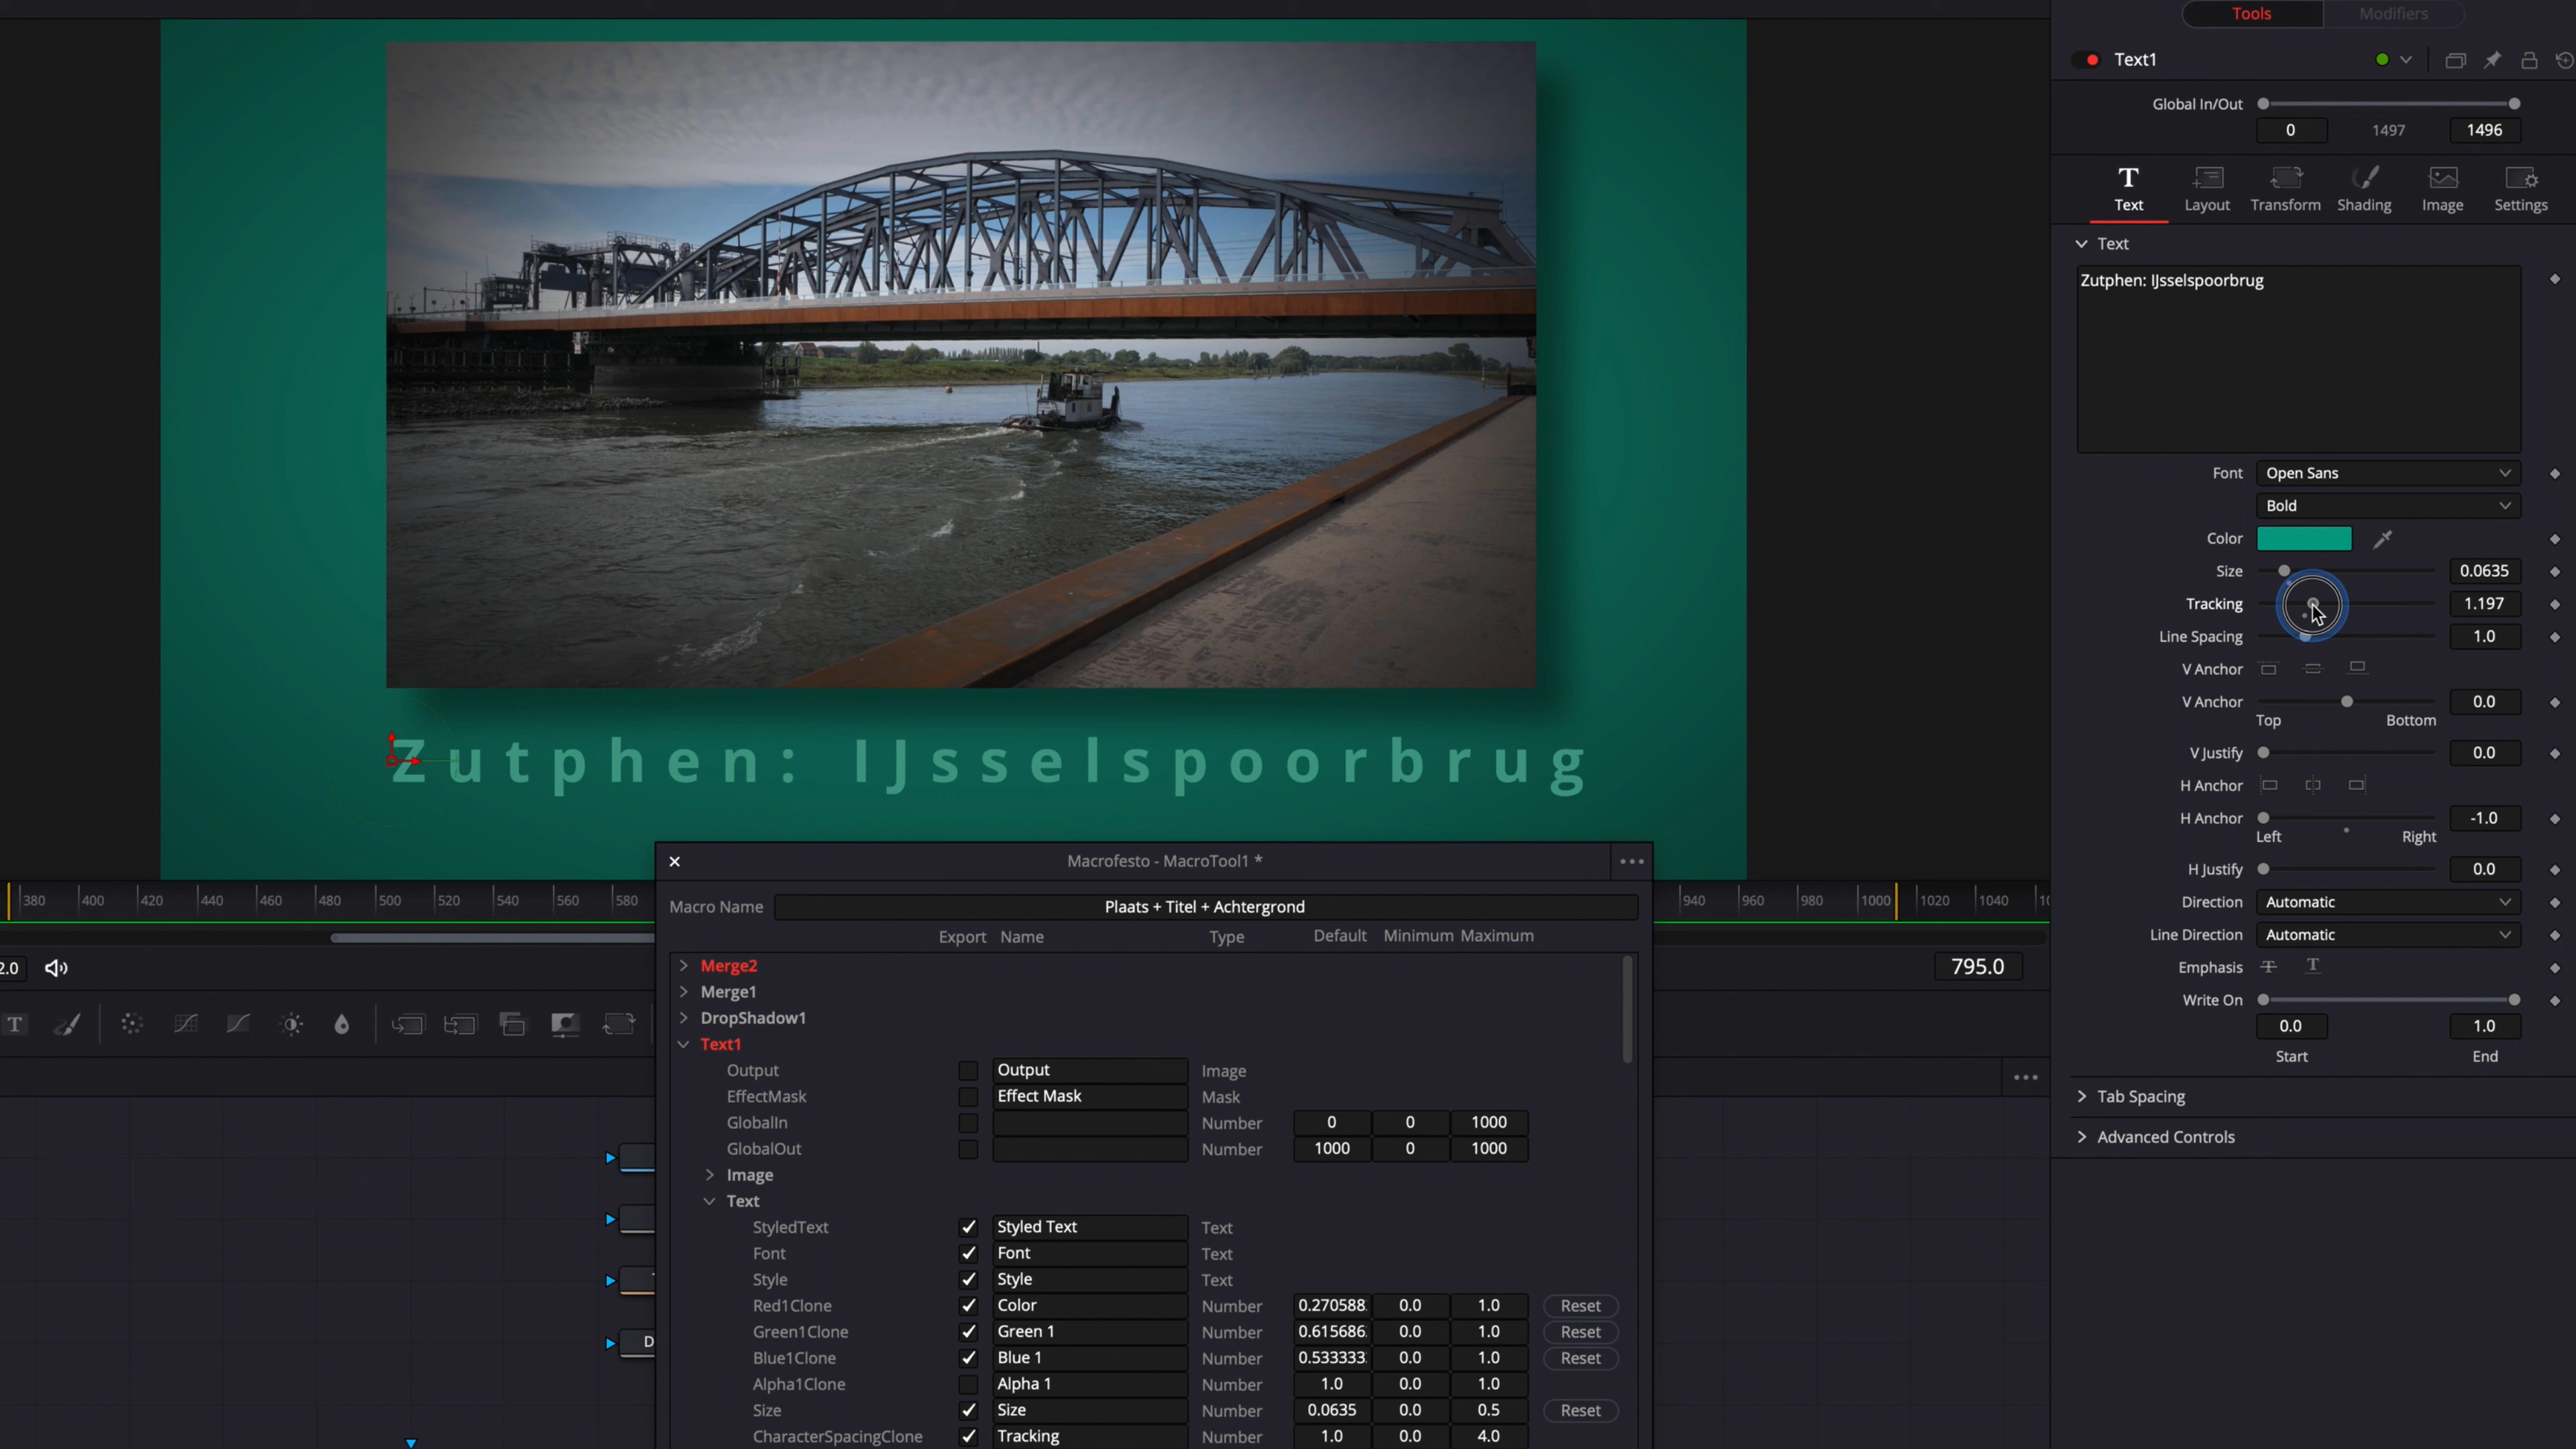 Tools
Modifiers
Text1
Global In/Out
0 1497 1496
Text Layout Transform Shading Image Settings
Text
Zutphen: IJsselspoorbrug
Font Open Sans
Bold
Color
Size 0.0635
Tracking 1.197
Line Spacing 1.0
V Anchor
V Anchor 0.0
Top Bottom
V Justify 0.0
H Anchor
H Anchor -1.0
Left Right
H Justify 0.0
Direction Automatic
Line Direction Automatic
Emphasis
Write On
0.0 1.0
Start End
Tab Spacing
Advanced Controls
Zutphen: IJsselspoorbrug
380 400 420 440 460 480 500 520 540 560 580
940 960 980 1000 1020 1040
2.0
795.0
T
Macrofesto - MacroTool1 *
Macro Name Plaats + Titel + Achtergrond
Export Name Type Default Minimum Maximum
Merge2
Merge1
DropShadow1
Text1
Output Output Image
EffectMask Effect Mask Mask
GlobalIn Number 0 0 1000
GlobalOut Number 1000 0 1000
Image
Text
StyledText Styled Text Text
Font Font Text
Style Style Text
Red1Clone Color Number 0.270588 0.0 1.0 Reset
Green1Clone Green 1 Number 0.615686 0.0 1.0 Reset
Blue1Clone Blue 1 Number 0.533333 0.0 1.0 Reset
Alpha1Clone Alpha 1 Number 1.0 0.0 1.0
Size Size Number 0.0635 0.0 0.5 Reset
CharacterSpacingClone Tracking Number 1.0 0.0 4.0
D